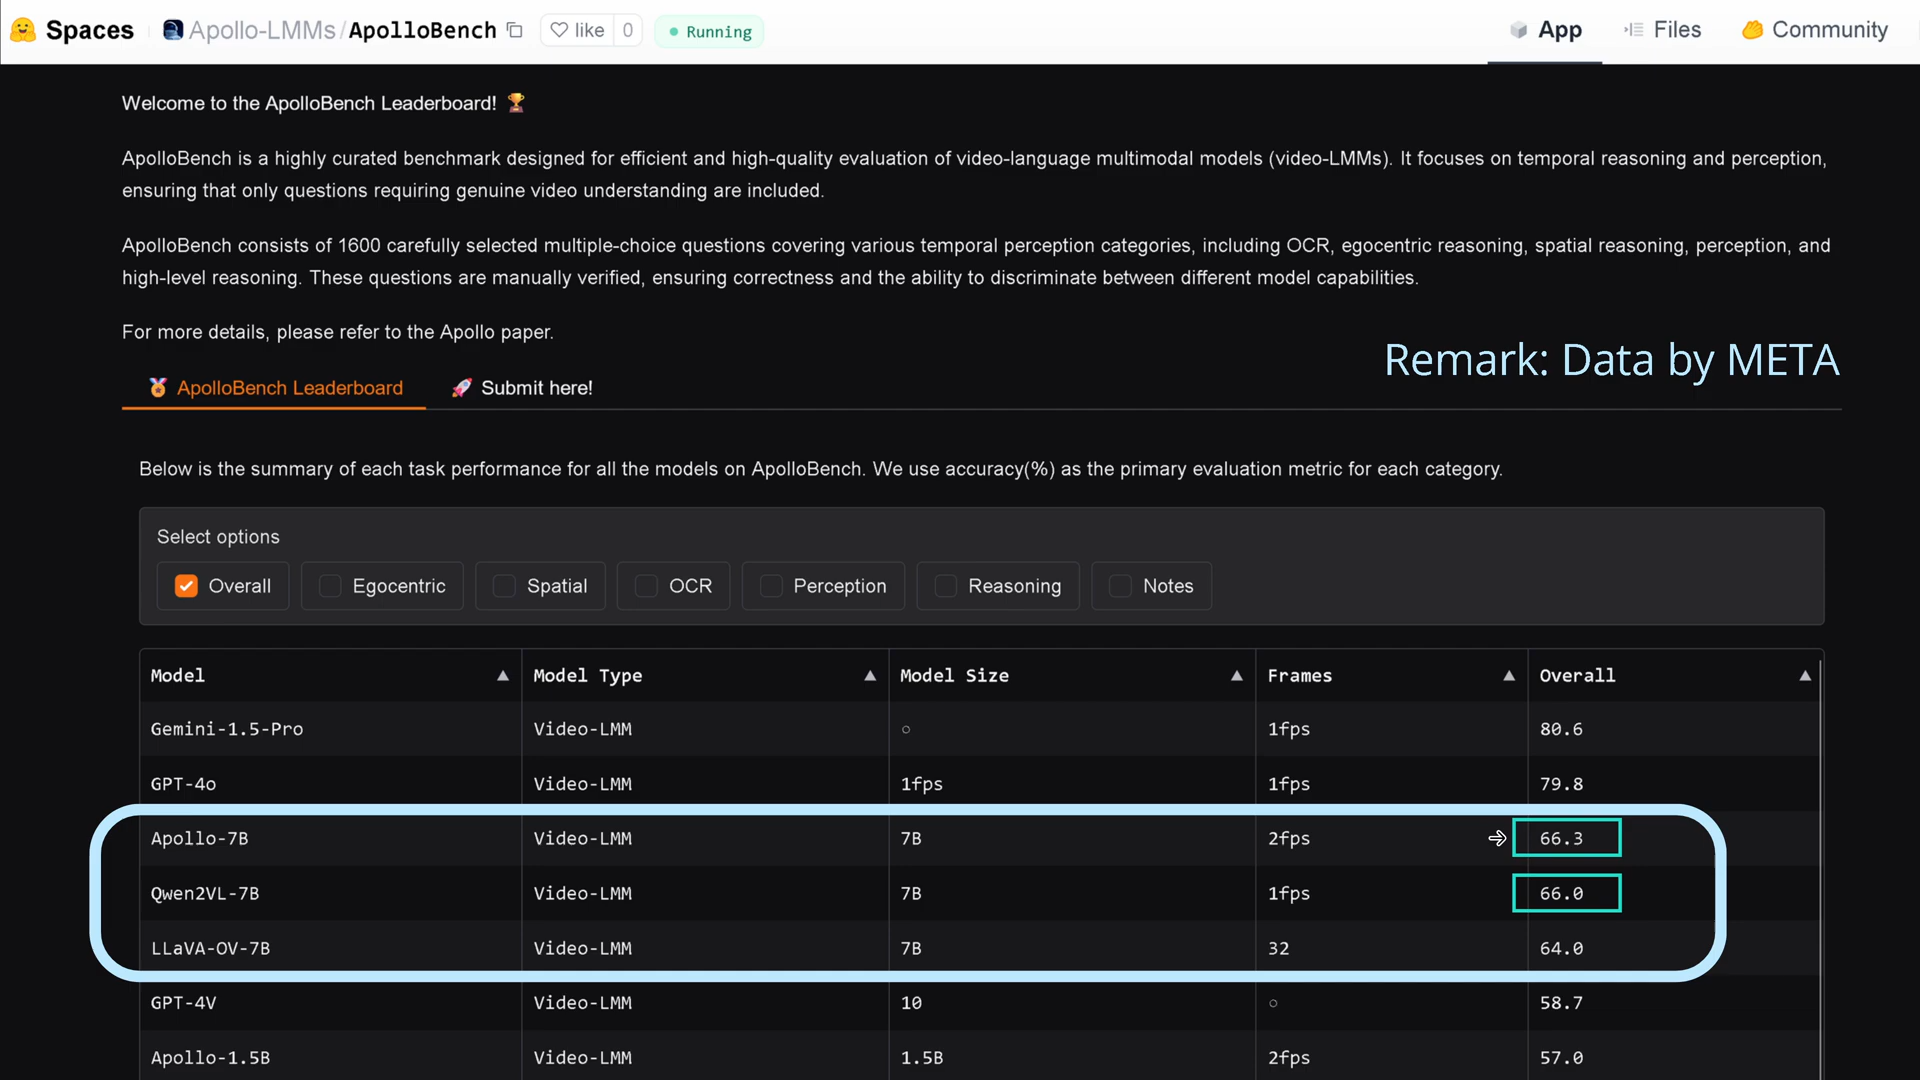 Spaces Apollo-LMMs/ApolloBench like 0 Running App Files Community
Welcome to the ApolloBench Leaderboard!
ApolloBench is a highly curated benchmark designed for efficient and high-quality evaluation of video-language multimodal models (video-LMMs). It focuses on temporal reasoning and perception,
ensuring that only questions requiring genuine video understanding are included.
ApolloBench consists of 1600 carefully selected multiple-choice questions covering various temporal perception categories, including OCR, egocentric reasoning, spatial reasoning, perception, and
high-level reasoning. These questions are manually verified, ensuring correctness and the ability to discriminate between different model capabilities.
For more details, please refer to the Apollo paper.
Remark: Data by META
ApolloBench Leaderboard Submit here!
Below is the summary of each task performance for all the models on ApolloBench. We use accuracy(%) as the primary evaluation metric for each category.
Select options
Overall Egocentric Spatial OCR Perception Reasoning Notes
Model Model Type Model Size Frames Overall
Gemini-1.5-Pro Video-LMM 1fps 80.6
GPT-4o Video-LMM 1fps 1fps 79.8
Apollo-7B Video-LMM 7B 2fps 66.3
Qwen2VL-7B Video-LMM 7B 1fps 66.0
LLaVA-OV-7B Video-LMM 7B 32 64.0
GPT-4V Video-LMM 10 58.7
Apollo-1.5B Video-LMM 1.5B 2fps 57.0